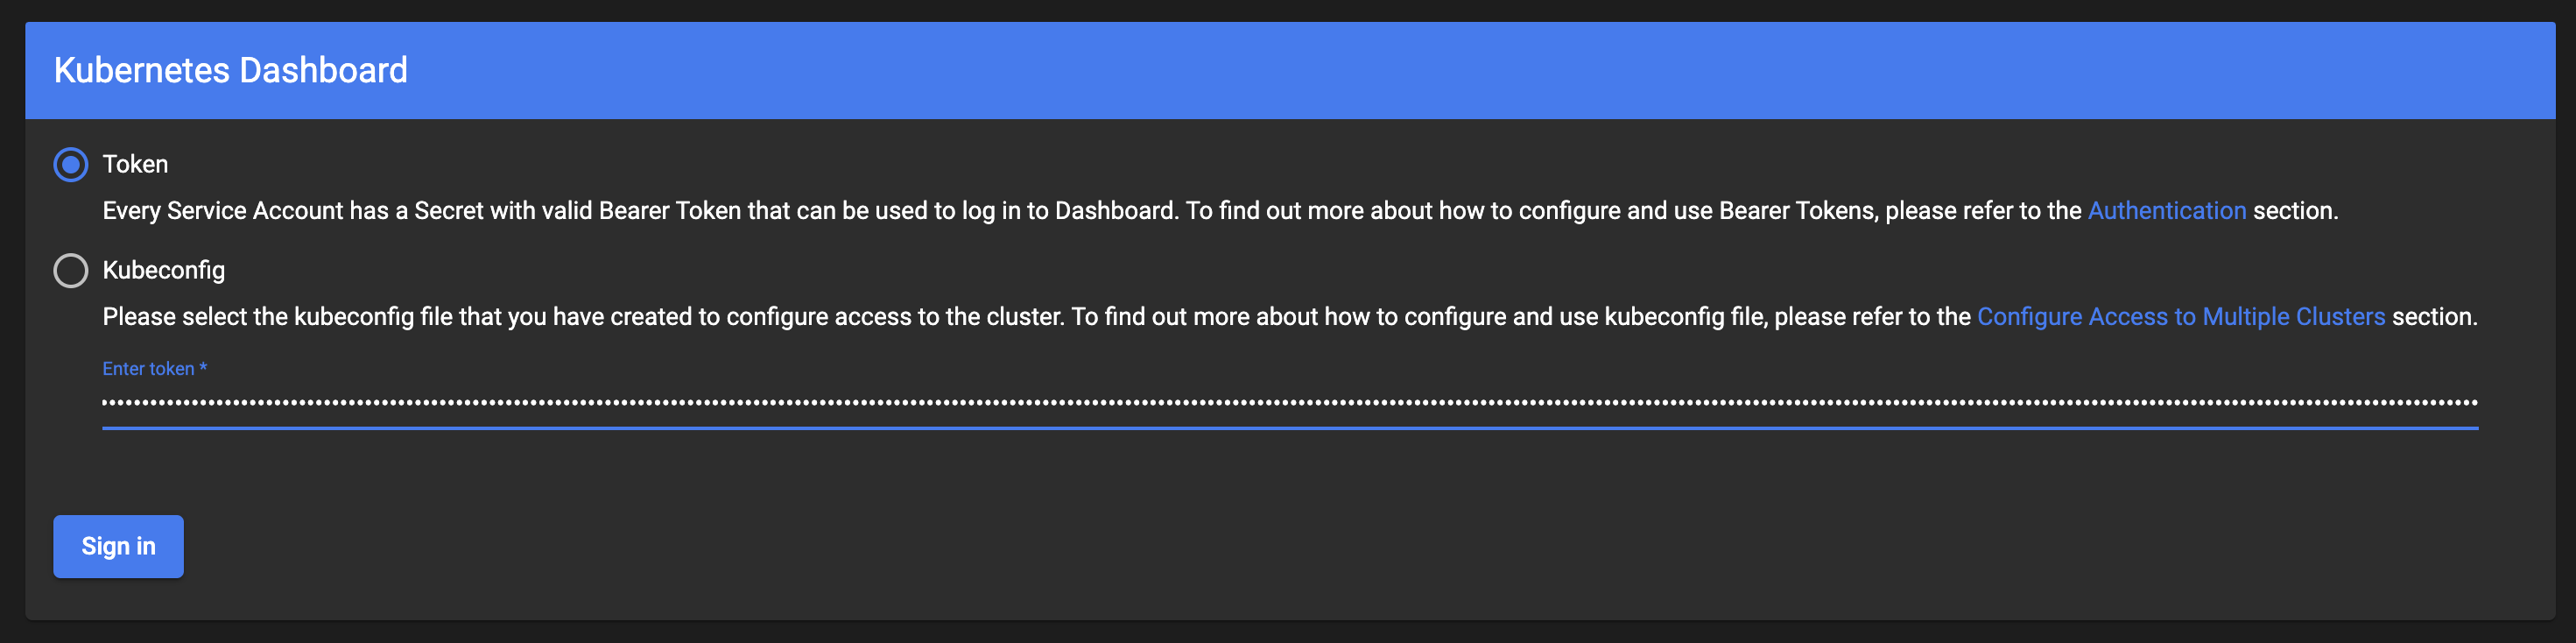 Kubernetes Dashboard
Token
Every Service Account has a Secret with valid Bearer Token that can be used to log in to Dashboard. To find out more about how to configure and use Bearer Tokens, please refer to the Authentication section.
Kubeconfig
Please select the kubeconfig file that you have created to configure access to the cluster. To find out more about how to configure and use kubeconfig file, please refer to the Configure Access to Multiple Clusters section.
Enter token *
Sign in